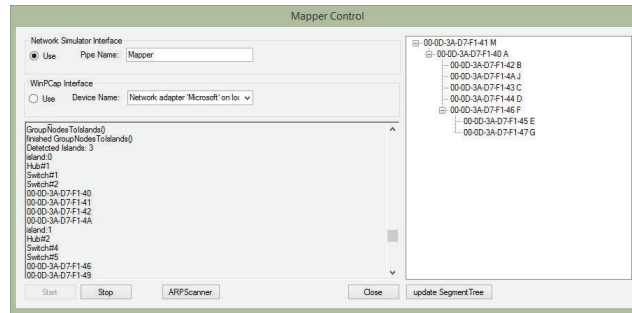 Mapper Control
Network Simulator Interface
Use
Pipe Name:
Mapper
WinPCap Interface
Use
Device Name:
Network adapter 'Microsoft' on loc
GroupNodesToIslands()
finished GroupNodesToIslands()
Detetcted Islands: 3
island:0
Hub#1
Switch#1
Switch#2
00-0D-3A-D7-F1-40
00-0D-3A-D7-F1-41
00-0D-3A-D7-F1-42
00-0D-3A-D7-F1-4A
island:1
Hub#2
Switch#4
Switch#5
00-0D-3A-D7-F1-46
00-0D-3A-D7-F1-49
Start
Stop
ARPScanner
Close
00-0D-3A-D7-F1-41 M
00-0D-3A-D7-F1-40 A
00-0D-3A-D7-F1-42 B
00-0D-3A-D7-F1-4A J
00-0D-3A-D7-F1-43 C
00-0D-3A-D7-F1-44 D
00-0D-3A-D7-F1-46 F
00-0D-3A-D7-F1-45 E
00-0D-3A-D7-F1-47 G
update SegmentTree